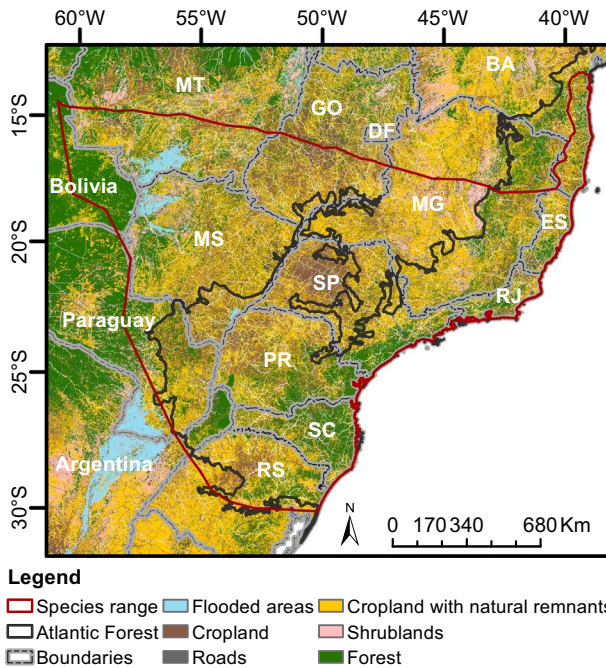 60°W 55°W 50°W 45°W 40°W
15°S
20°S
25°S
30°S
MT
BA
GO
DF
Bolivia
MG
MS
ES
SP
RJ
Paraguay
PR
SC
Argentina
RS
N
0 170 340 680 Km
Legend
Species range Flooded areas Cropland with natural remnants
Atlantic Forest Cropland Shrublands
Boundaries Roads Forest